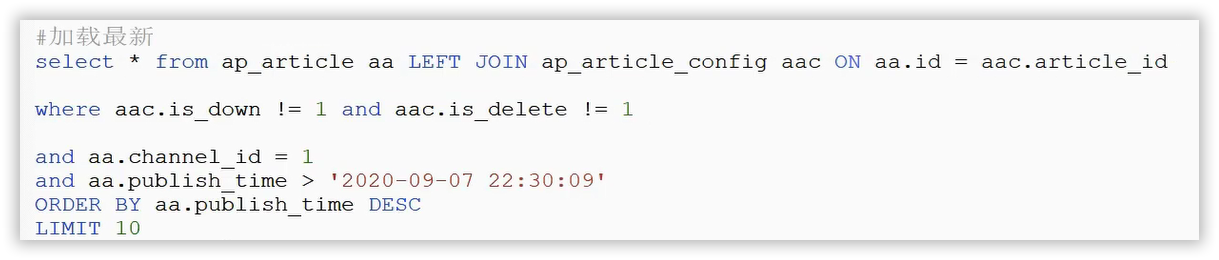 #加载最新
select * from ap_article aa LEFT JOIN ap_article_config aac ON aa.id = aac.article_id
where aac.is_down != 1 and aac.is_delete != 1
and aa.channel_id = 1
and aa.publish_time > '2020-09-07 22:30:09'
ORDER BY aa.publish_time DESC
LIMIT 10